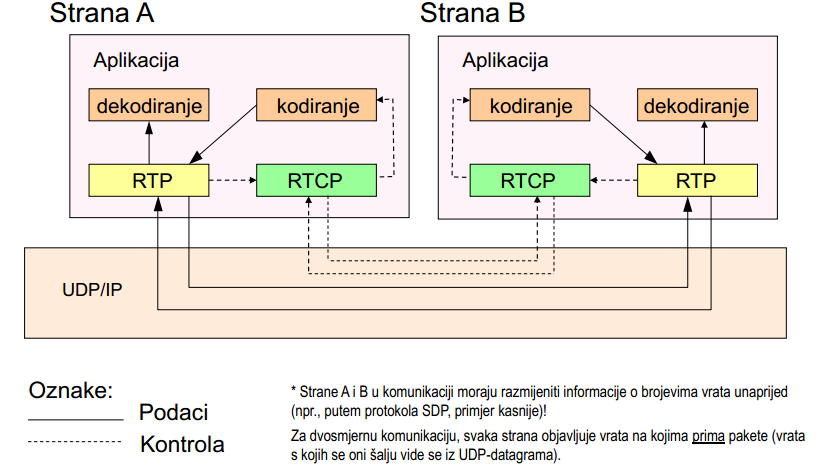 Strana A
Strana B
Aplikacija
Aplikacija
dekodiranje
kodiranje
kodiranje
dekodiranje
RTP
RTCP
RTCP
RTP
UDP/IP
Oznake:
Podaci
Kontrola
* Strane A i B u komunikaciji moraju razmijeniti informacije o brojevima vrata unaprijed
(npr., putem protokola SDP, primjer kasnije)!
Za dvosmjernu komunikaciju, svaka strana objavljuje vrata na kojima prima pakete (vrata
s kojih se oni šalju vide se iz UDP-datagrama).